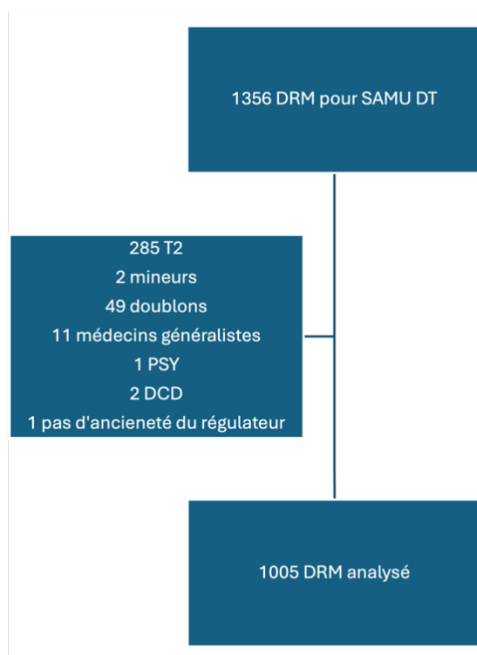 1356 DRM pour SAMU DT
285 T2
2 mineurs
49 doublons
11 médecins généralistes
1 PSY
2 DCD
1 pas d'ancieneté du régulateur
1005 DRM analysé